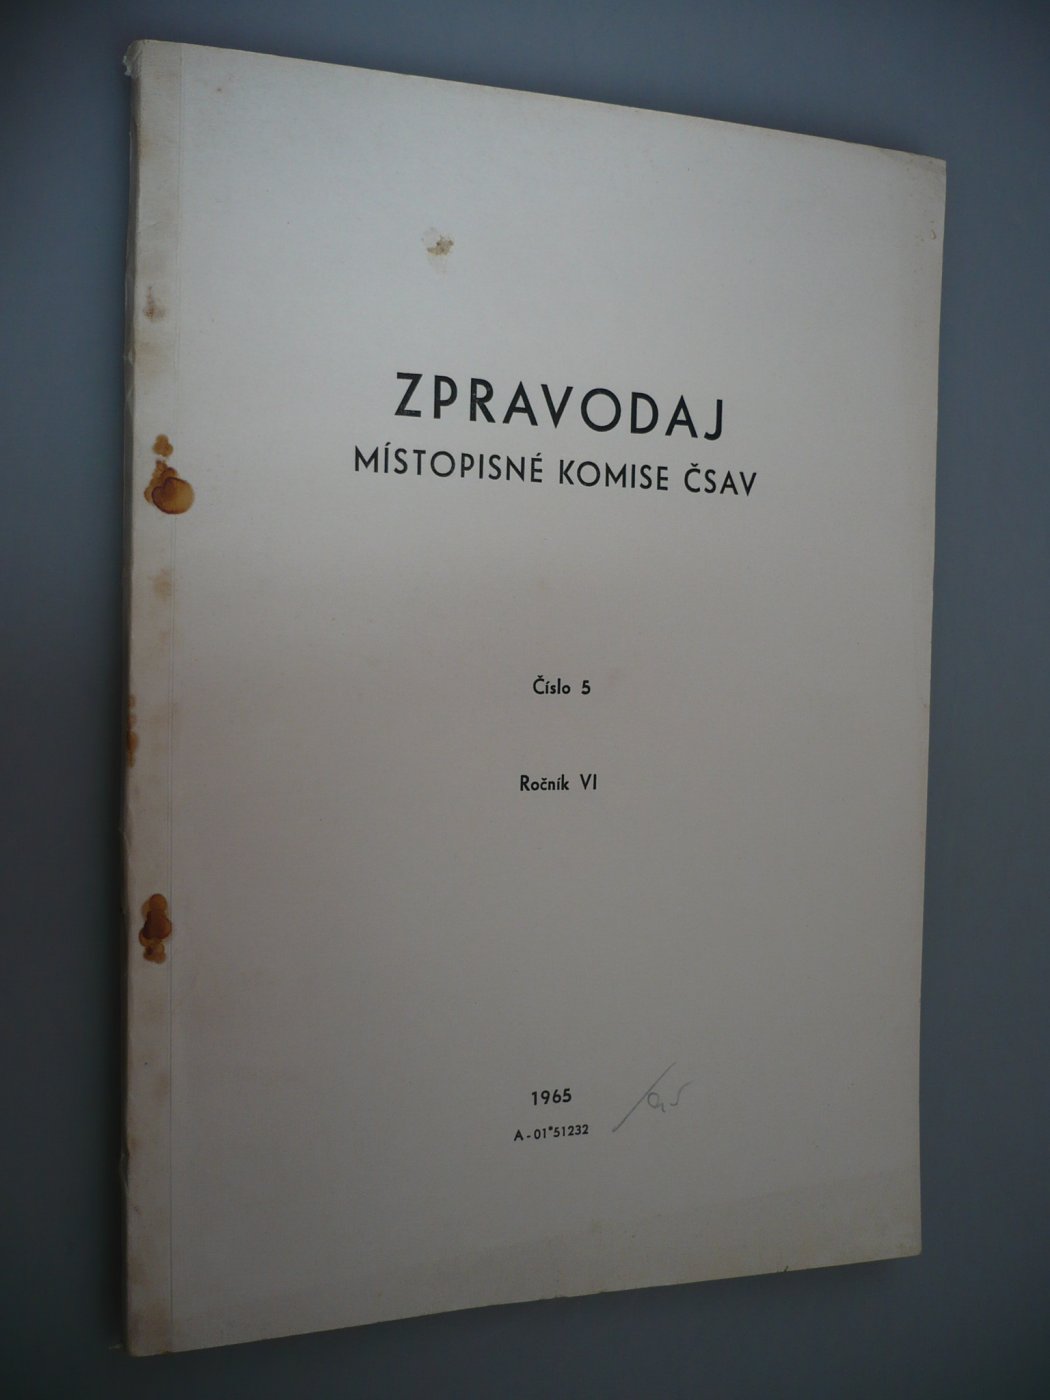 ZPRAVODAJ
MÍSTOPISNÉ KOMISE ČSAV
Číslo 5
Ročník VI
1965
A-01*51232